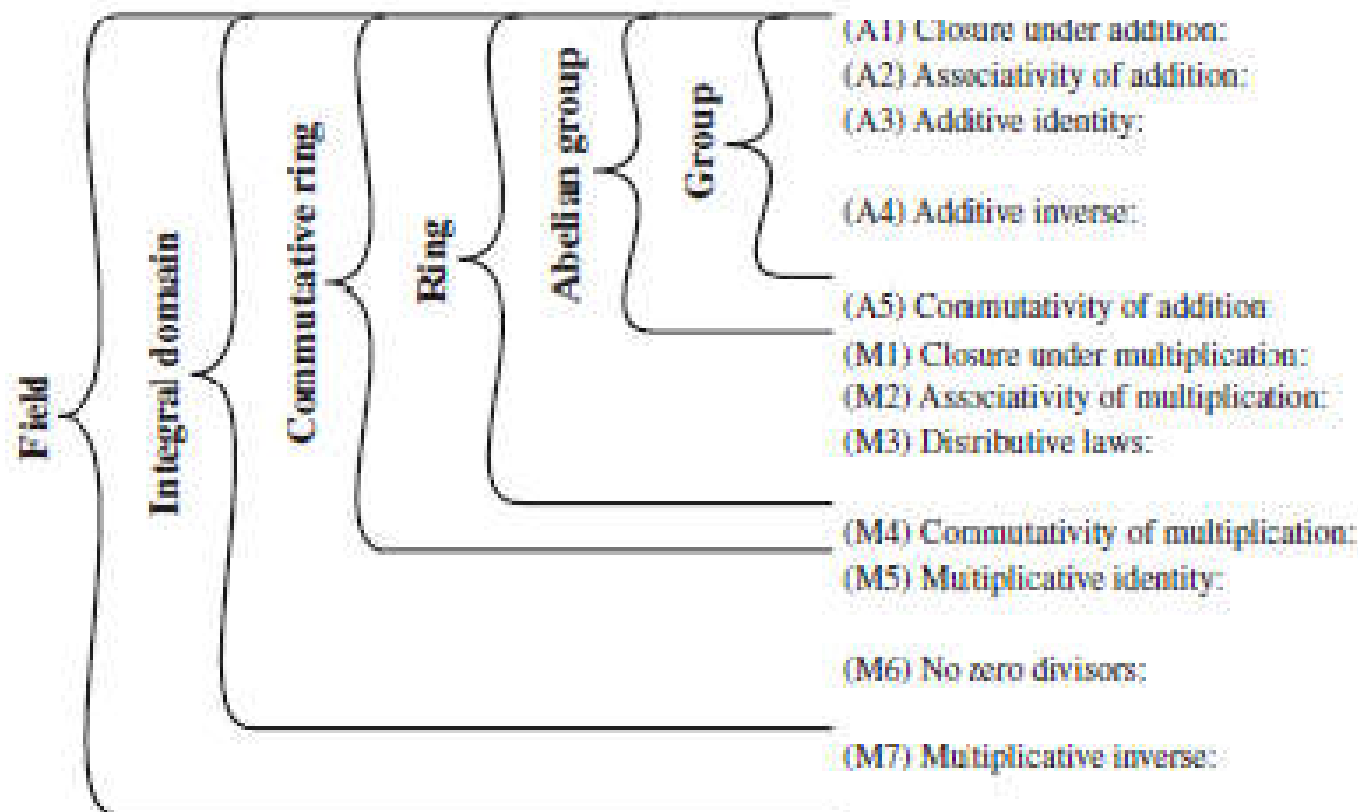 Field
Integral domain
Commutative ring
Ring
Abelian group
Group
(A1) Closure under addition:
(A2) Associativity of addition:
(A3) Additive identity:
(A4) Additive inverse:
(A5) Commutativity of addition
(M1) Closure under multiplication:
(M2) Associativity of multiplication:
(M3) Distributive laws:
(M4) Commutativity of multiplication:
(M5) Multiplicative identity:
(M6) No zero divisors:
(M7) Multiplicative inverse: